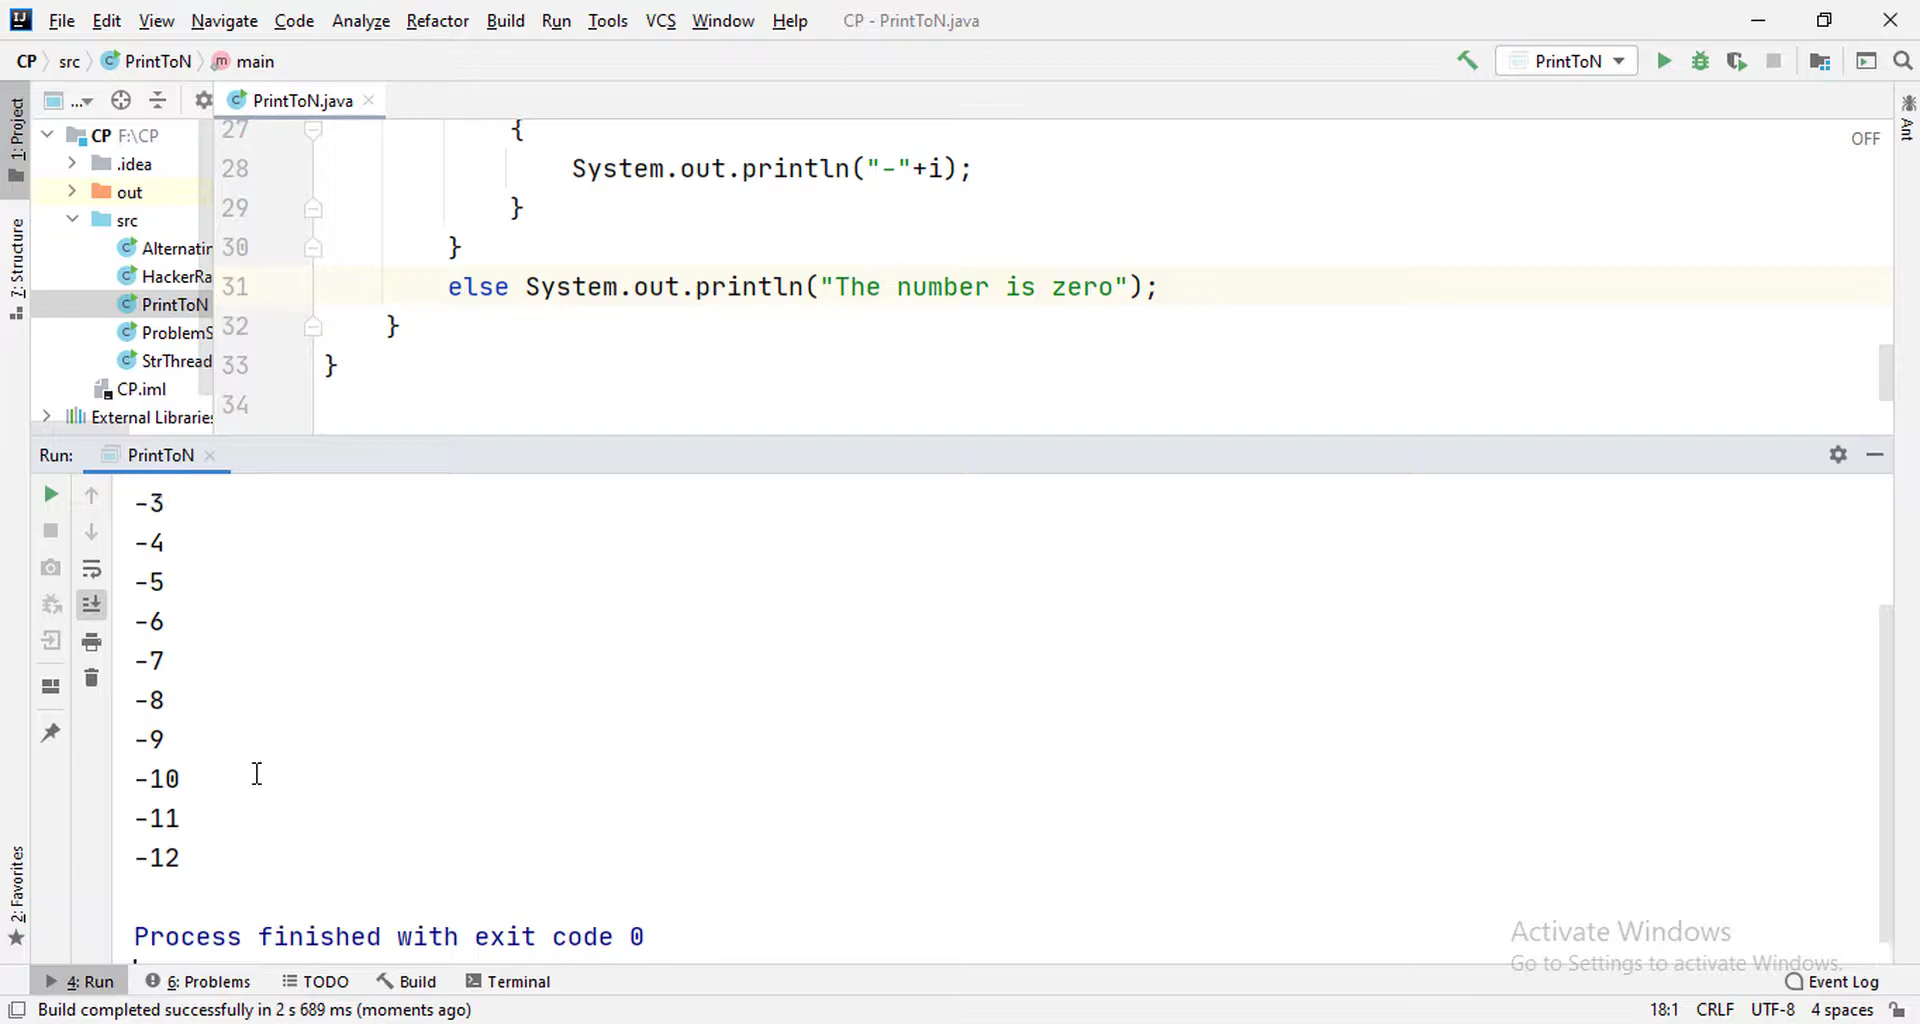 File Edit View Navigate Code Analyze Refactor Build Run Tools VCS Window Help CP - PrintToN.java
CP src PrintToN main PrintToN
... PrintToN.java
CP F:\CP
.idea
out
src
Alternatin
HackerRa
PrintToN
ProblemS
StrThread
CP.iml
External Libraries
1: Project
7: Structure
2: Favorites
Ant
OFF
27 {
28 System.out.println("-"+i);
29 }
30 }
31 else System.out.println("The number is zero");
32 }
33 }
34
Run: PrintToN
-3
-4
-5
-6
-7
-8
-9
-10
-11
-12
Process finished with exit code 0
Activate Windows
Go to Settings to activate Windows.
4: Run 6: Problems TODO Build Terminal Event Log
Build completed successfully in 2 s 689 ms (moments ago) 18:1 CRLF UTF-8 4 spaces